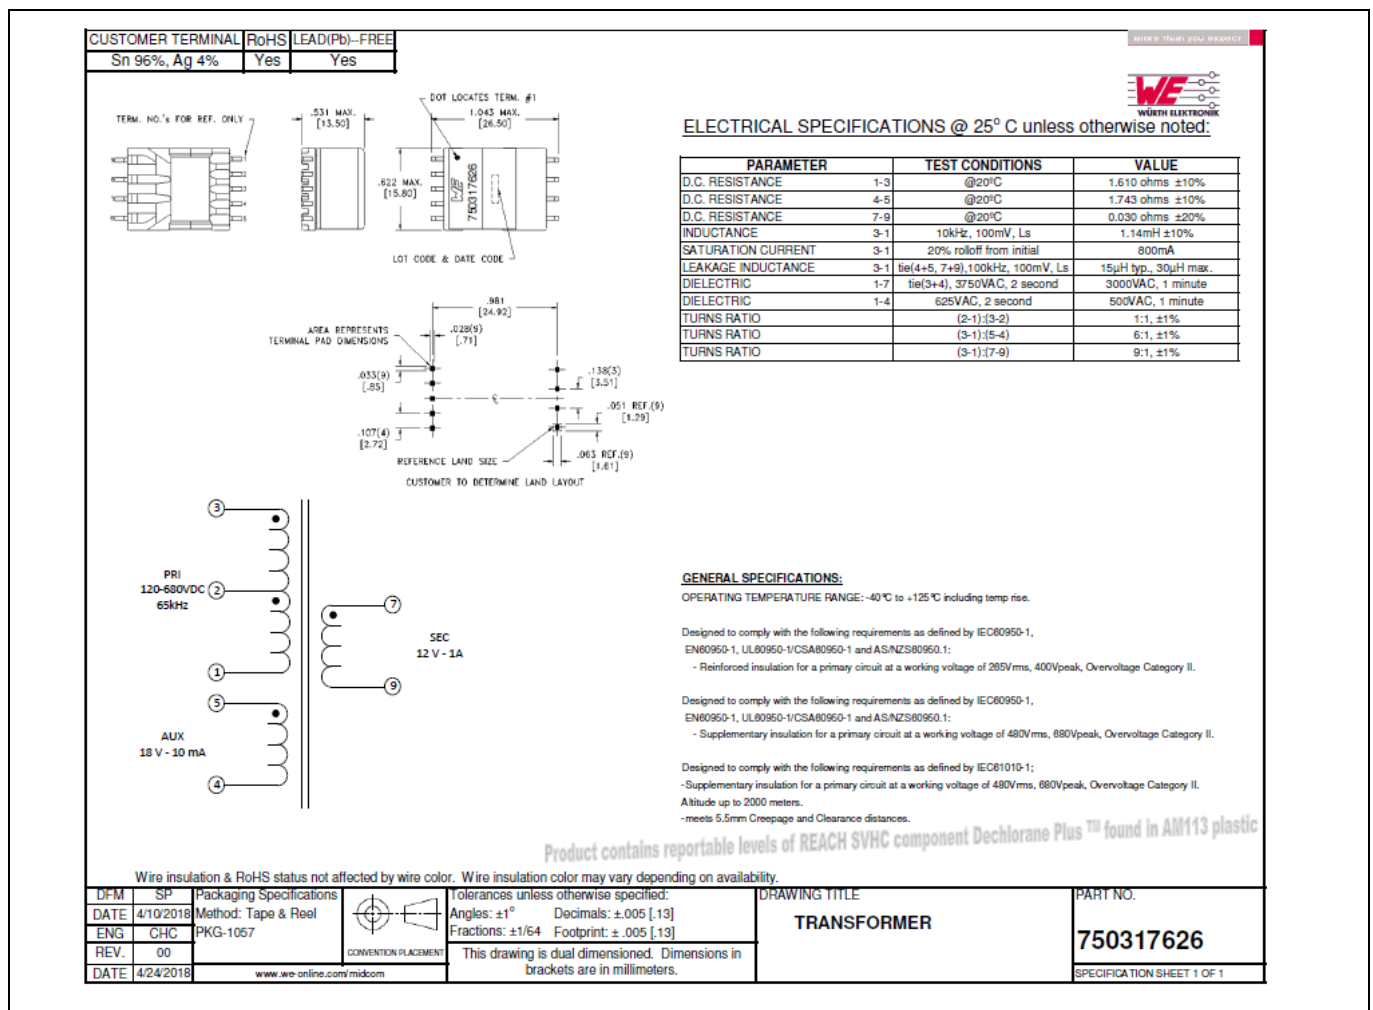 CUSTOMER TERMINAL RoHS LEAD(Pb)--FREE
Sn 96%, Ag 4% Yes Yes
more than you expect
WE
WÜRTH ELEKTRONIK
TERM. NO.'s FOR REF. ONLY
.531 MAX.
[13.50]
DOT LOCATES TERM. #1
1.043 MAX.
[26.50]
.622 MAX.
[15.80]
WE
750317626
LOT CODE & DATE CODE
ELECTRICAL SPECIFICATIONS @ 25° C unless otherwise noted:
PARAMETER TEST CONDITIONS VALUE
D.C. RESISTANCE 1-3 @20ºC 1.610 ohms ±10%
D.C. RESISTANCE 4-5 @20ºC 1.743 ohms ±10%
D.C. RESISTANCE 7-9 @20ºC 0.030 ohms ±20%
INDUCTANCE 3-1 10kHz, 100mV, Ls 1.14mH ±10%
SATURATION CURRENT 3-1 20% rolloff from initial 800mA
LEAKAGE INDUCTANCE 3-1 tie(4+5, 7+9),100kHz, 100mV, Ls 15µH typ., 30µH max.
DIELECTRIC 1-7 tie(3+4), 3750VAC, 2 second 3000VAC, 1 minute
DIELECTRIC 1-4 625VAC, 2 second 500VAC, 1 minute
TURNS RATIO (2-1):(3-2) 1:1, ±1%
TURNS RATIO (3-1):(5-4) 6:1, ±1%
TURNS RATIO (3-1):(7-9) 9:1, ±1%
.981
[24.92]
AREA REPRESENTS
TERMINAL PAD DIMENSIONS
.028(9)
[.71]
.033(9)
[.85]
.138(3)
[3.51]
.051 REF.(9)
[1.29]
.107(4)
[2.72]
.063 REF.(9)
[1.61]
REFERENCE LAND SIZE
CUSTOMER TO DETERMINE LAND LAYOUT
3
PRI
120-680VDC 2
65kHz
1
7
SEC
12 V - 1A
9
5
AUX
18 V - 10 mA
4
GENERAL SPECIFICATIONS:
OPERATING TEMPERATURE RANGE: -40°C to +125°C including temp rise.
Designed to comply with the following requirements as defined by IEC60950-1,
EN60950-1, UL60950-1/CSA60950-1 and AS/NZS60950.1:
- Reinforced insulation for a primary circuit at a working voltage of 265Vrms, 400Vpeak, Overvoltage Category II.
Designed to comply with the following requirements as defined by IEC60950-1,
EN60950-1, UL60950-1/CSA60950-1 and AS/NZS60950.1:
- Supplementary insulation for a primary circuit at a working voltage of 480Vrms, 680Vpeak, Overvoltage Category II.
Designed to comply with the following requirements as defined by IEC61010-1;
-Supplementary insulation for a primary circuit at a working voltage of 480Vrms, 680Vpeak, Overvoltage Category II.
Altitude up to 2000 meters.
-meets 5.5mm Creepage and Clearance distances.
Product contains reportable levels of REACH SVHC component Dechlorane Plus ™ found in AM113 plastic
Wire insulation & RoHS status not affected by wire color. Wire insulation color may vary depending on availability.
DFM SP
DATE 4/10/2018
ENG CHC
REV. 00
DATE 4/24/2018
Packaging Specifications
Method: Tape & Reel
PKG-1057
www.we-online.com/midcom
CONVENTION PLACEMENT
Tolerances unless otherwise specified:
Angles: ±1° Decimals: ±.005 [.13]
Fractions: ±1/64 Footprint: ± .005 [.13]
This drawing is dual dimensioned. Dimensions in
brackets are in millimeters.
DRAWING TITLE
TRANSFORMER
PART NO.
750317626
SPECIFICATION SHEET 1 OF 1